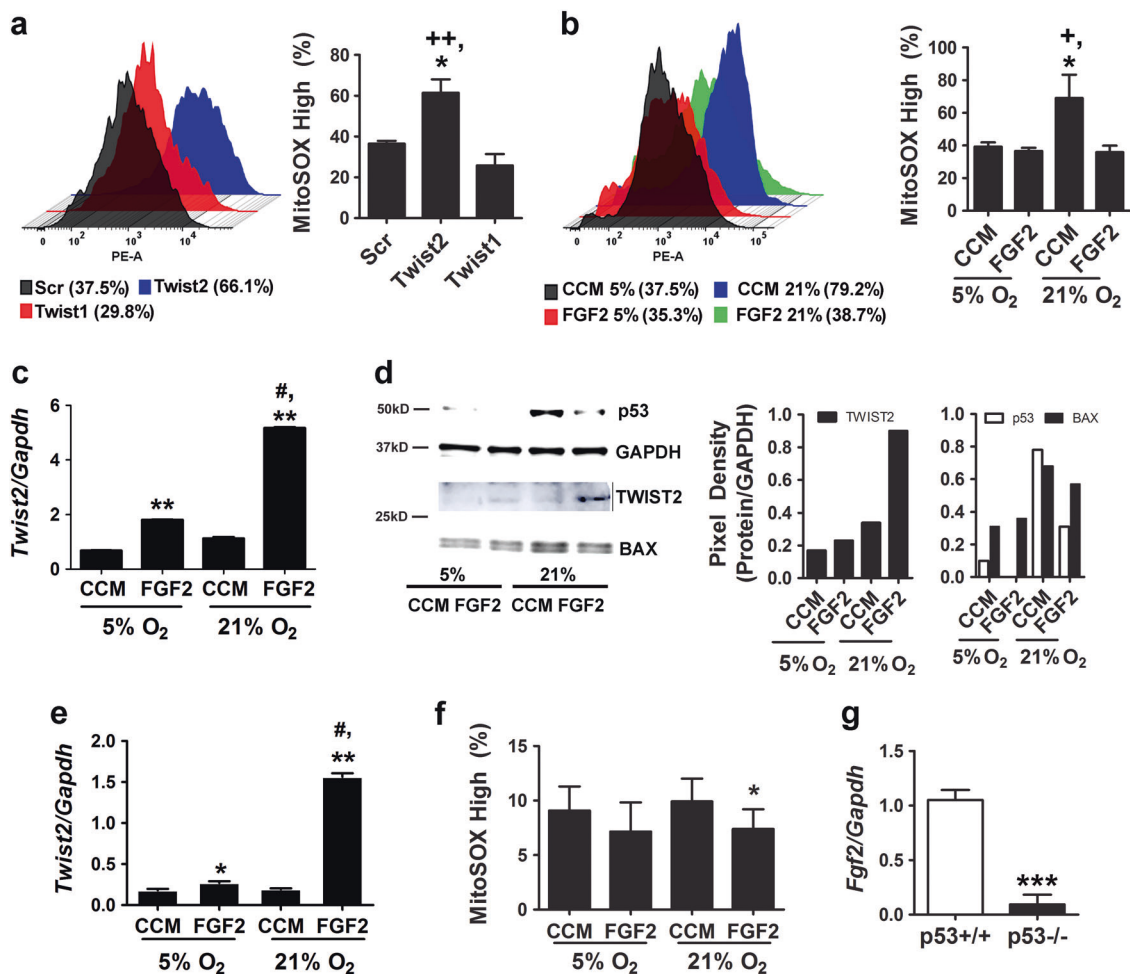 a
MitoSOX High (%)
80
60
40
20
0
++,
*
Scr
Twist2
Twist1
0 10² 10³ 10⁴
PE-A
Scr (37.5%) Twist2 (66.1%)
Twist1 (29.8%)
b
0 10² 10³ 10⁴ 10⁵
PE-A
CCM 5% (37.5%) CCM 21% (79.2%)
FGF2 5% (35.3%) FGF2 21% (38.7%)
MitoSOX High (%)
100
80
60
40
20
0
+,
*
CCM FGF2 CCM FGF2
5% O₂ 21% O₂
c
Twist2/Gapdh
6
4
2
0
**
#,
**
CCM FGF2 CCM FGF2
5% O₂ 21% O₂
d
50kD
37kD
25kD
p53
GAPDH
TWIST2
BAX
5% 21%
CCM FGF2 CCM FGF2
Pixel Density
(Protein/GAPDH)
1.0
0.8
0.6
0.4
0.2
0.0
TWIST2
CCM FGF2 CCM FGF2
5% O₂ 21% O₂
1.0
0.8
0.6
0.4
0.2
0.0
p53 BAX
CCM FGF2 CCM FGF2
5% O₂ 21% O₂
e
Twist2/Gapdh
2.0
1.5
1.0
0.5
0.0
*
#,
**
CCM FGF2 CCM FGF2
5% O₂ 21% O₂
f
MitoSOX High (%)
15
10
5
0
*
CCM FGF2 CCM FGF2
5% O₂ 21% O₂
g
Fgf2/Gapdh
1.5
1.0
0.5
0.0
***
p53+/+ p53-/-